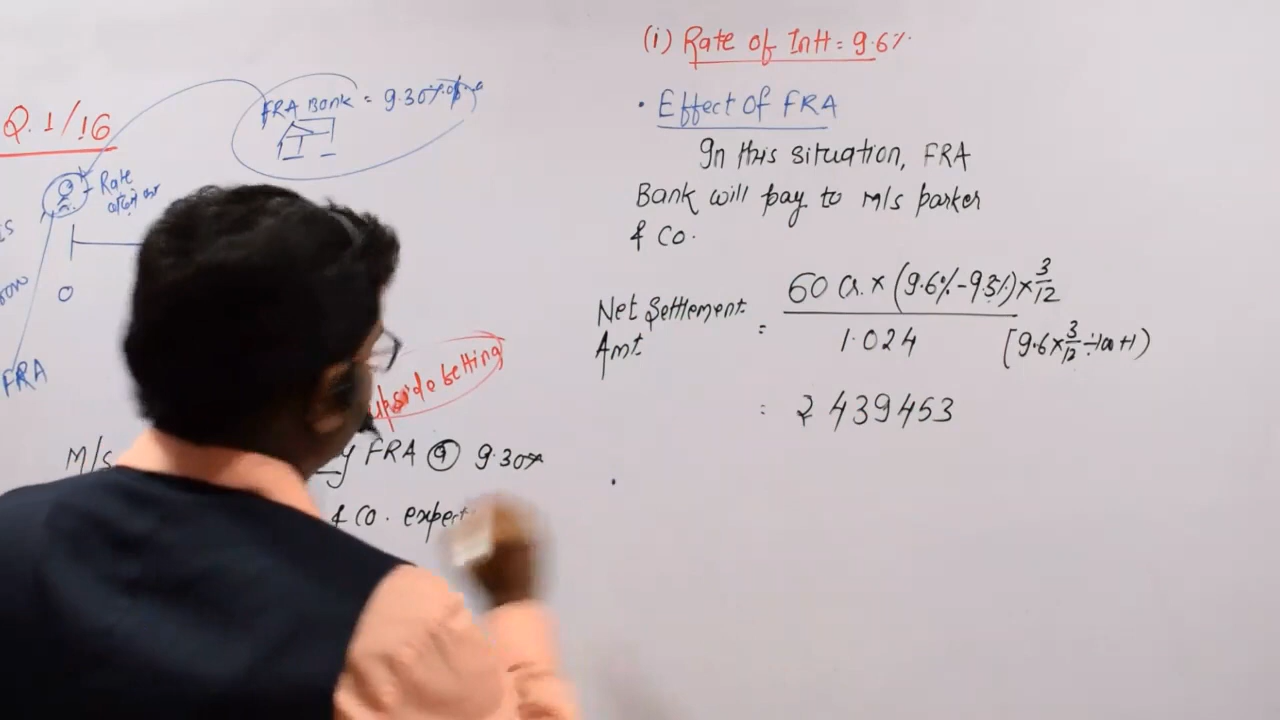 Q. 1/16
FRA Bank = 9.30%
Rate
0
FRA
upside betting
M/s
FRA @ 9.30%
& Co. expect
(i) Rate of Intt = 9.6%
• Effect of FRA
In this situation, FRA
Bank will pay to M/s parker
& Co.
Net Settlement Amt. = 60 Cr. × (9.6% - 9.3%) × 3/12
1.024 [9.6 × 3/12 ÷ 100 + 1]
= ₹ 439453